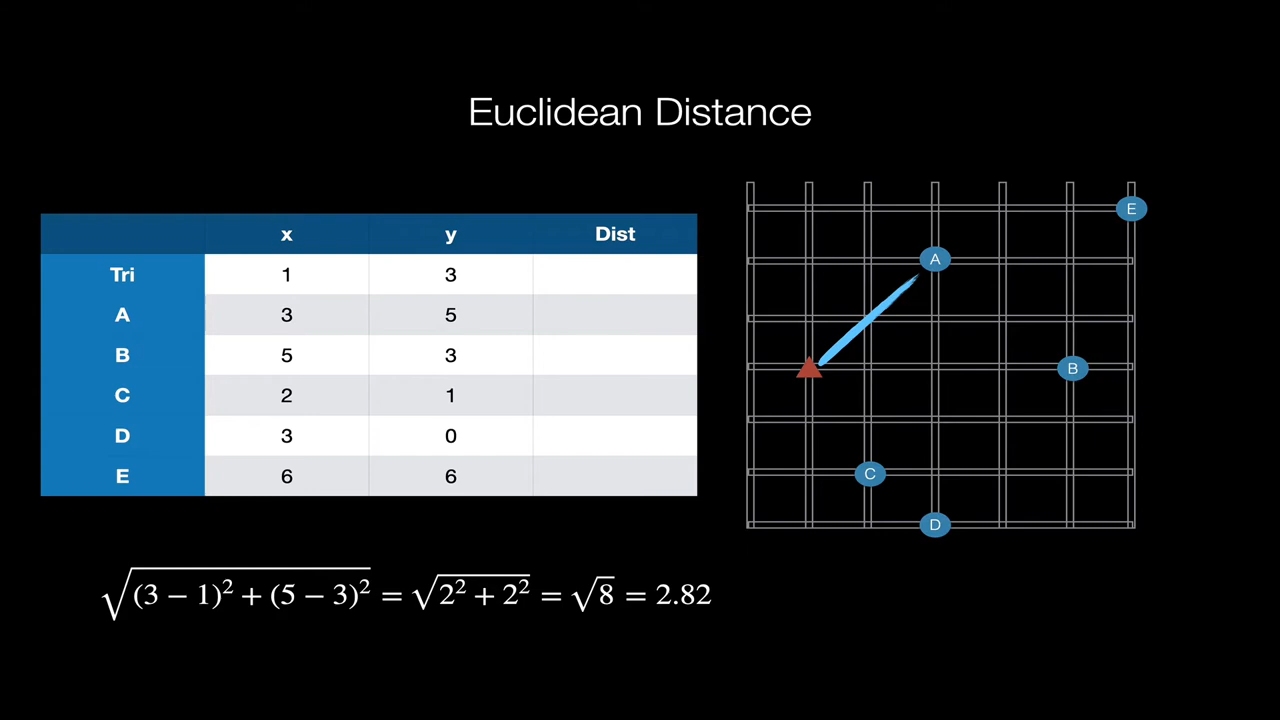 Euclidean Distance
x y Dist
Tri 1 3
A 3 5
B 5 3
C 2 1
D 3 0
E 6 6
E
A
B
C
D
√(3 − 1)² + (5 − 3)² = √2² + 2² = √8 = 2.82